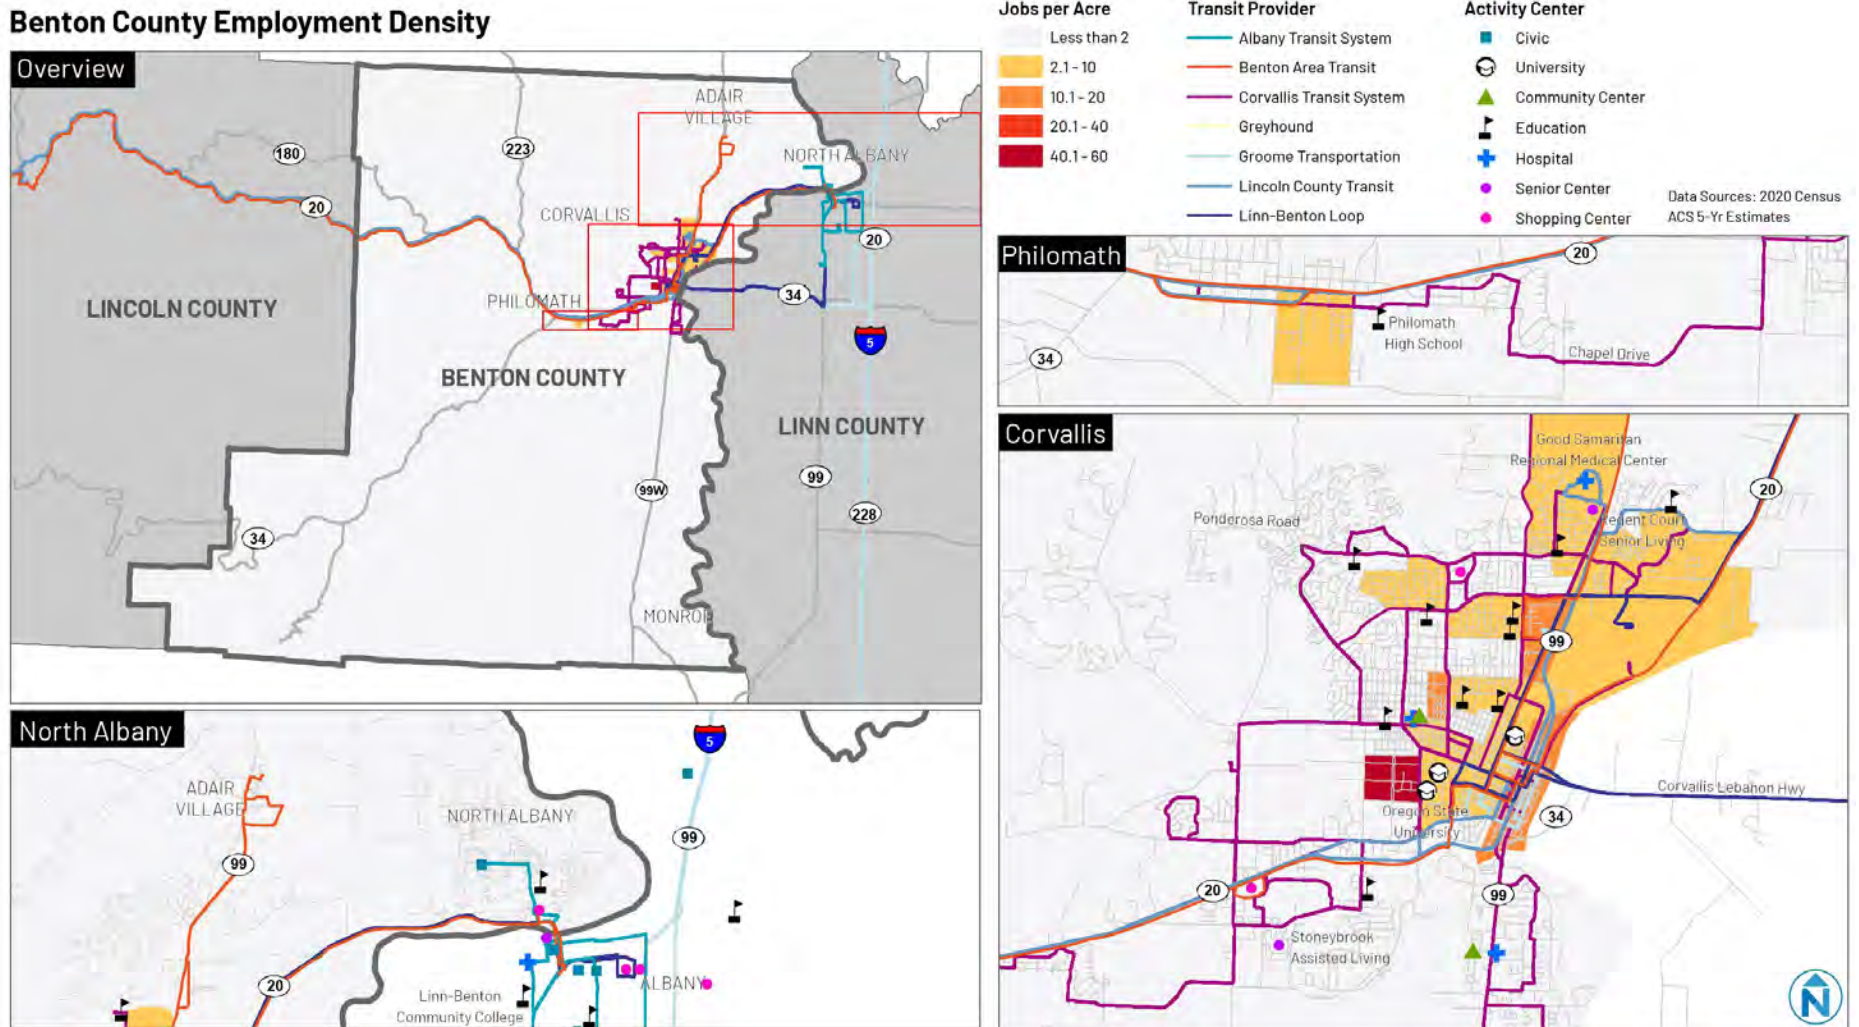 Benton County Employment Density
Jobs per Acre
Less than 2
2.1 - 10
10.1 - 20
20.1 - 40
40.1 - 60
Transit Provider
Albany Transit System
Benton Area Transit
Corvallis Transit System
Greyhound
Groome Transportation
Lincoln County Transit
Linn-Benton Loop
Activity Center
Civic
University
Community Center
Education
Hospital
Senior Center
Shopping Center
Data Sources: 2020 Census
ACS 5-Yr Estimates
Overview
ADAIR
VILLAGE
180
223
NORTH ALBANY
20
CORVALLIS
20
34
PHILOMATH
LINCOLN COUNTY
5
BENTON COUNTY
LINN COUNTY
99
99W
228
34
MONROE
Philomath
20
Philomath
High School
34
Chapel Drive
Corvallis
Good Samaritan
Regional Medical Center
20
Ponderosa Road
Regent Court
Senior Living
99
Corvallis Lebanon Hwy
Oregon State
University
34
20
99
Stoneybrook
Assisted Living
N
North Albany
5
ADAIR
VILLAGE
NORTH ALBANY
99
99
20
ALBANY
Linn-Benton
Community College